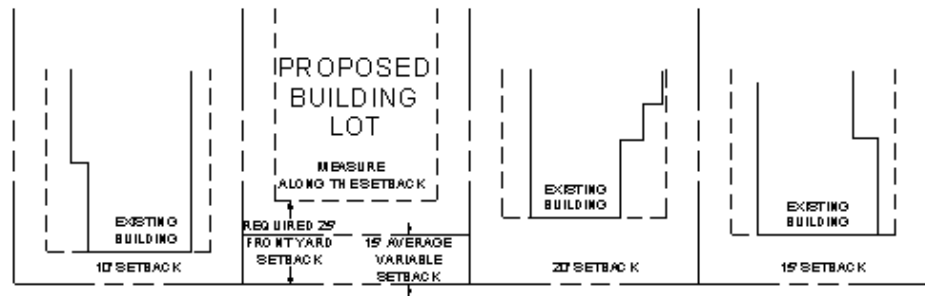 PROPOSED
BUILDING
LOT
MEASURE
ALONG THE SETBACK
EXISTING
BUILDING
10' SETBACK
REQUIRED 25'
FRONT YARD
SETBACK
15' AVERAGE
VARIABLE
SETBACK
EXISTING
BUILDING
20' SETBACK
EXISTING
BUILDING
15' SETBACK